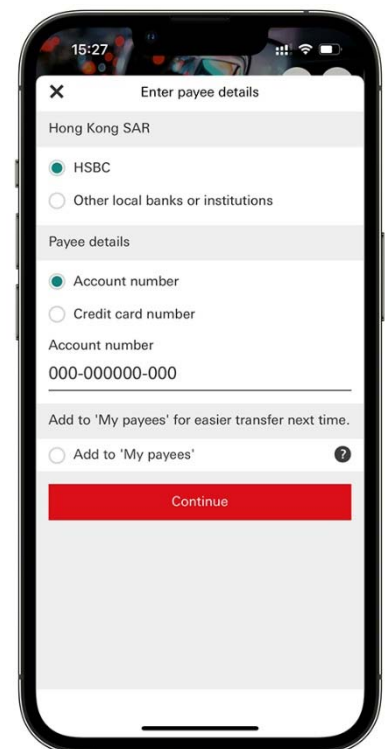 15:27
Enter payee details
Hong Kong SAR
HSBC
Other local banks or institutions
Payee details
Account number
Credit card number
Account number
000-000000-000
Add to 'My payees' for easier transfer next time.
Add to 'My payees'
?
Continue